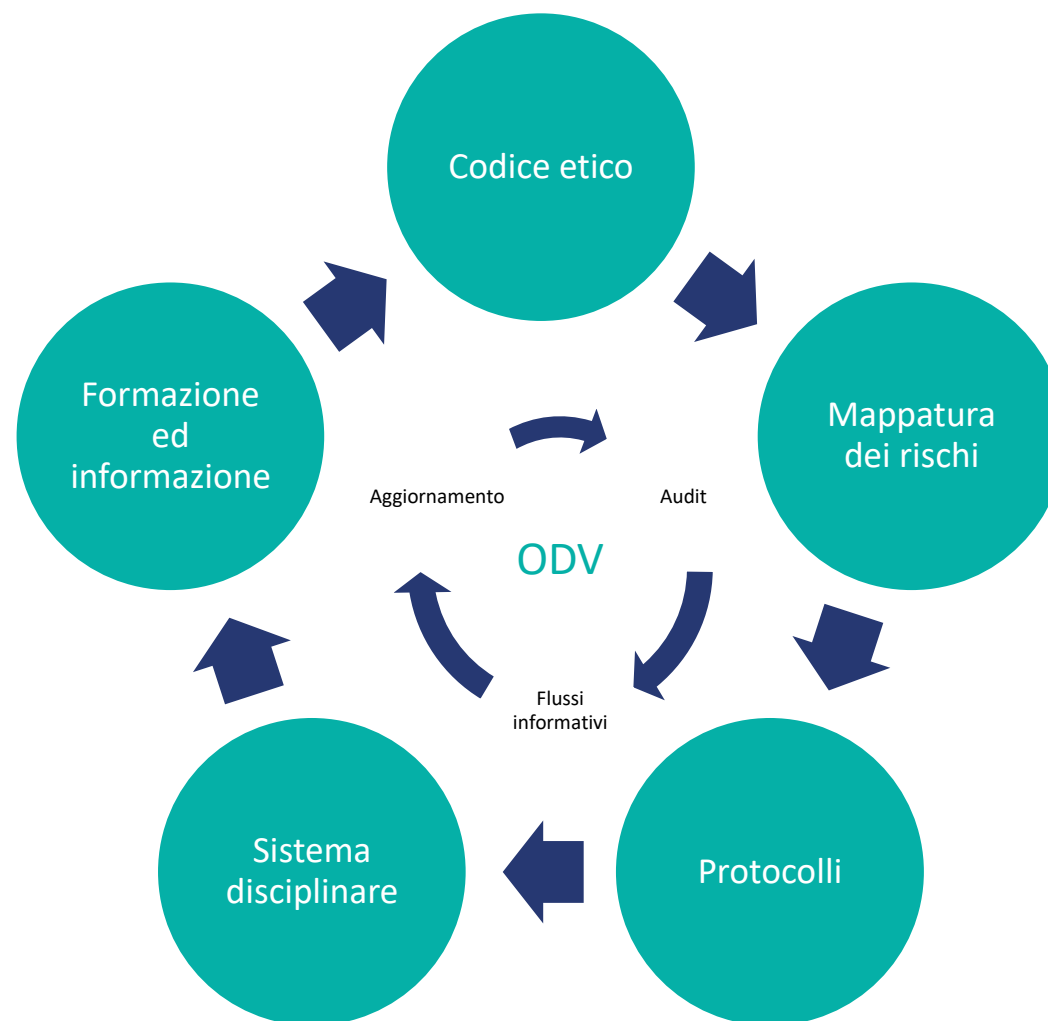 Codice etico
Mappatura
dei rischi
Protocolli
Sistema
disciplinare
Formazione
ed
informazione
Aggiornamento
Audit
ODV
Flussi
informativi